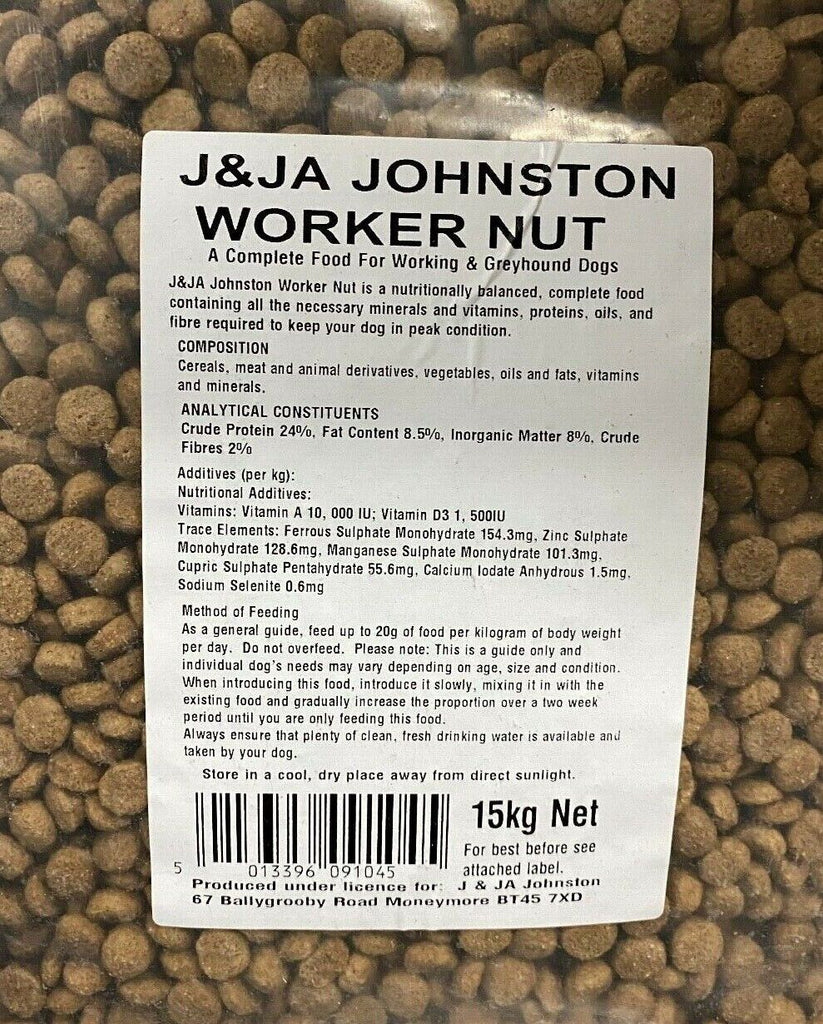 J&JA JOHNSTON
WORKER NUT
A Complete Food For Working & Greyhound Dogs
J&JA Johnston Worker Nut is a nutritionally balanced, complete food
containing all the necessary minerals and vitamins, proteins, oils, and
fibre required to keep your dog in peak condition.
COMPOSITION
Cereals, meat and animal derivatives, vegetables, oils and fats, vitamins
and minerals.
ANALYTICAL CONSTITUENTS
Crude Protein 24%, Fat Content 8.5%, Inorganic Matter 8%, Crude
Fibres 2%
Additives (per kg):
Nutritional Additives:
Vitamins: Vitamin A 10, 000 IU; Vitamin D3 1, 500IU
Trace Elements: Ferrous Sulphate Monohydrate 154.3mg, Zinc Sulphate
Monohydrate 128.6mg, Manganese Sulphate Monohydrate 101.3mg,
Cupric Sulphate Pentahydrate 55.6mg, Calcium Iodate Anhydrous 1.5mg,
Sodium Selenite 0.6mg
Method of Feeding
As a general guide, feed up to 20g of food per kilogram of body weight
per day. Do not overfeed. Please note: This is a guide only and
individual dog's needs may vary depending on age, size and condition.
When introducing this food, introduce it slowly, mixing it in with the
existing food and gradually increase the proportion over a two week
period until you are only feeding this food.
Always ensure that plenty of clean, fresh drinking water is available and
taken by your dog.
Store in a cool, dry place away from direct sunlight.
15kg Net
For best before see
attached label.
5 013396 091045
Produced under licence for: J & JA Johnston
67 Ballygrooby Road Moneymore BT45 7XD